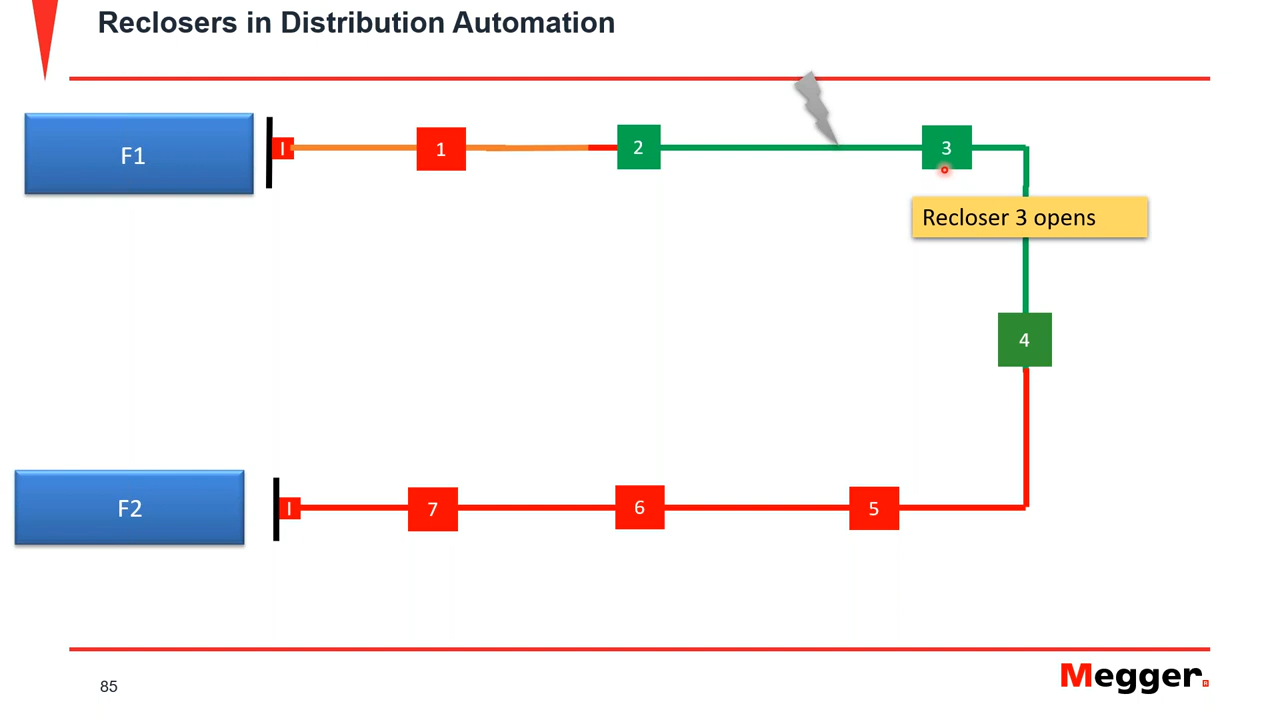 Reclosers in Distribution Automation
F1
I
1
2
3
Recloser 3 opens
4
F2
I
7
6
5
85
Megger